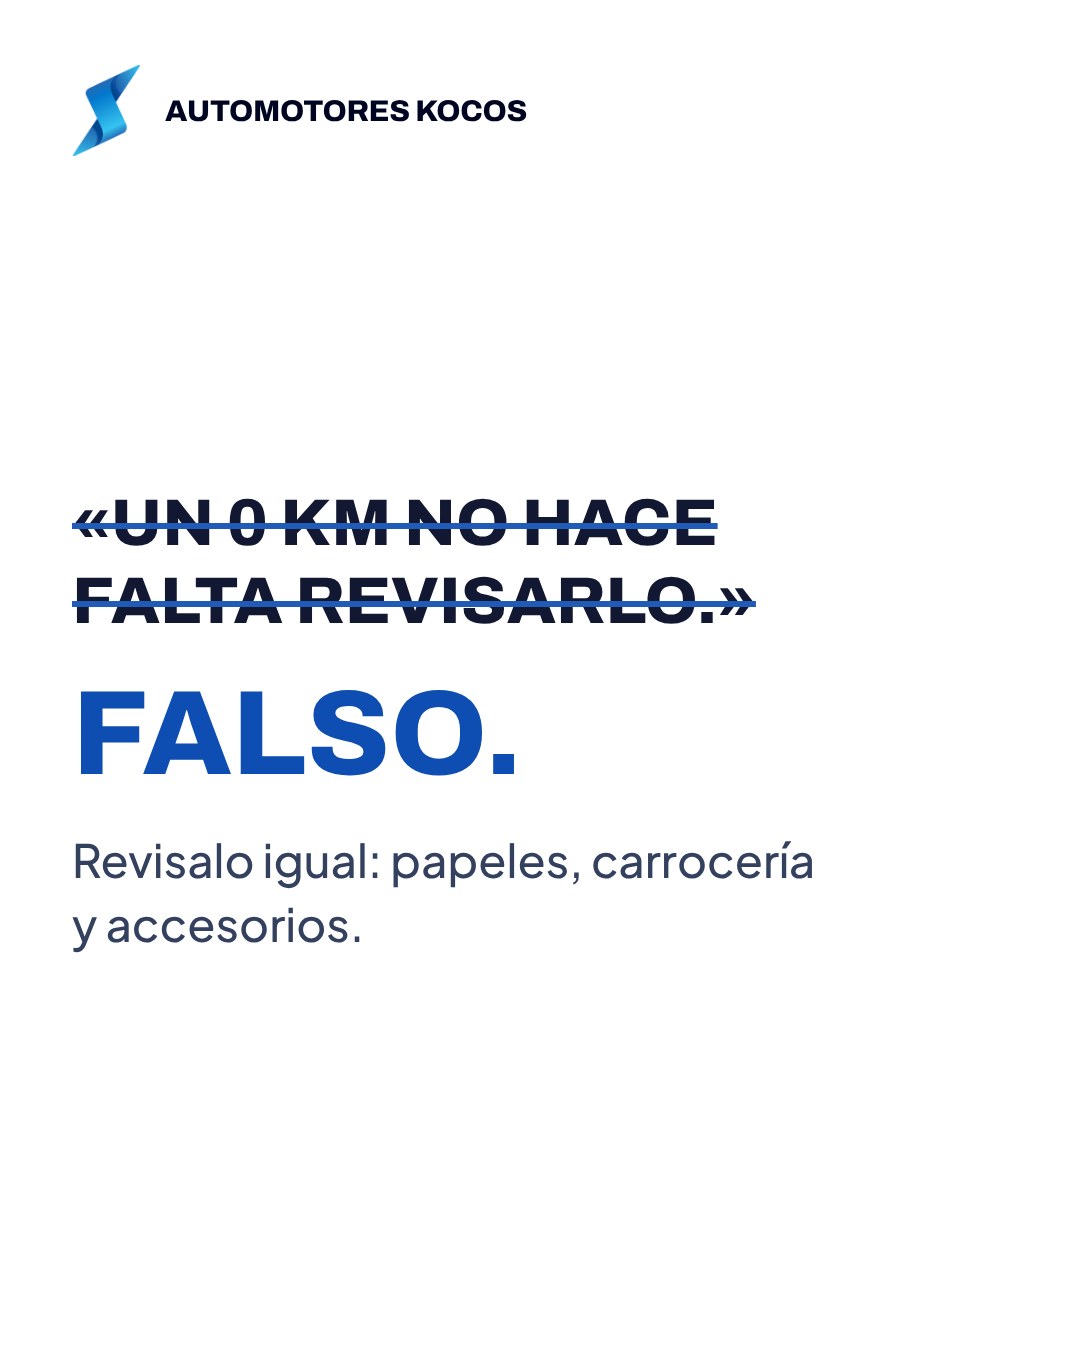 AUTOMOTORES KOCOS
«UN 0 KM NO HACE
FALTA REVISARLO.»
FALSO.
Revisalo igual: papeles, carrocería
y accesorios.